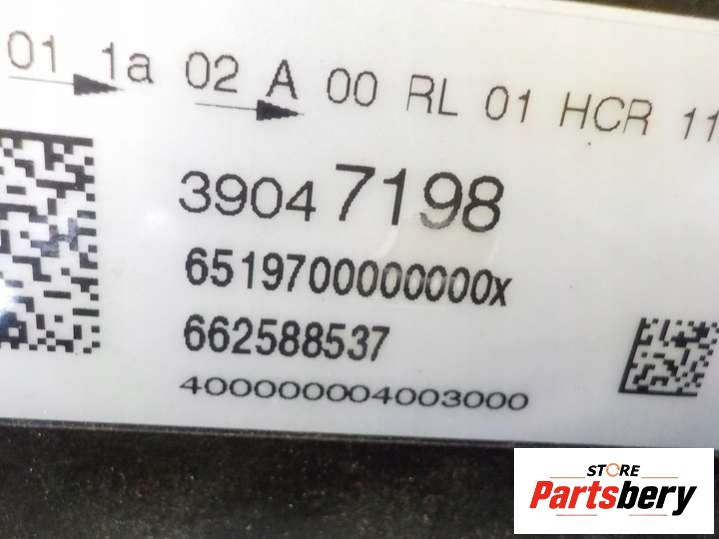 01 1a 02 A 00 RL 01 HCR 11
39047198
6519700000000X
662588537
400000004003000
STORE
Partsbery